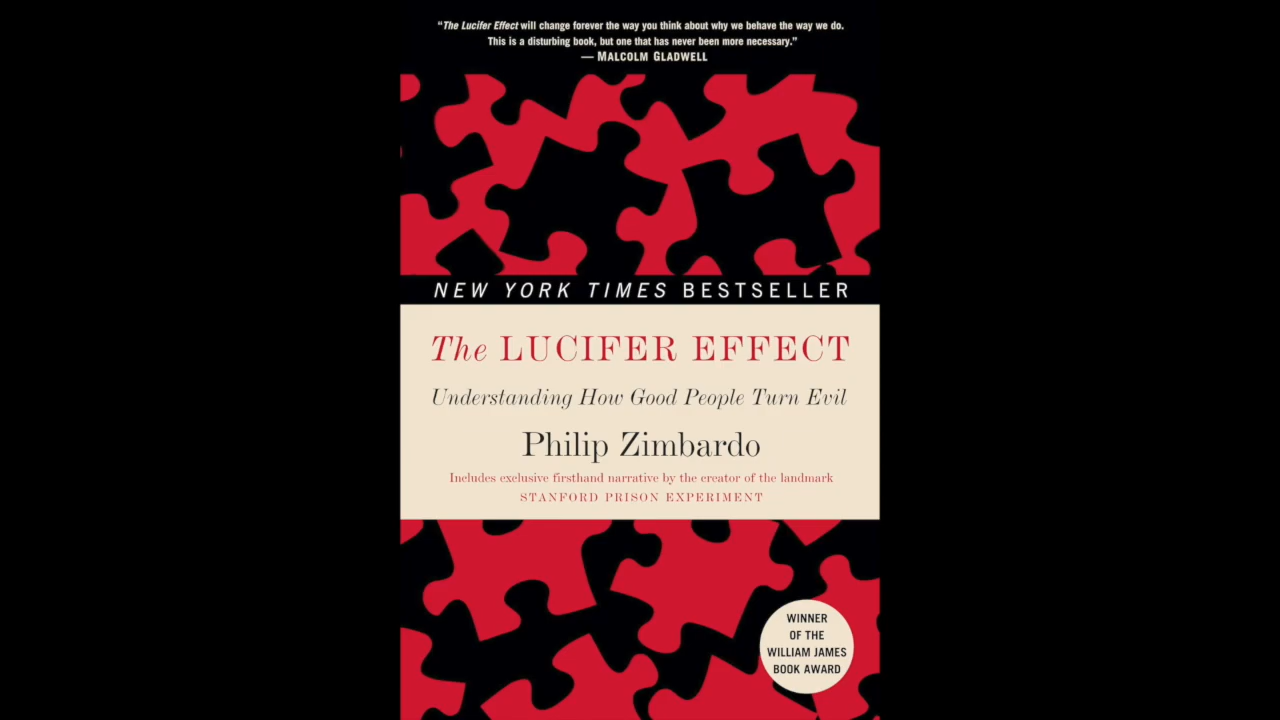 “The Lucifer Effect will change forever the way you think about why we behave the way we do.
This is a disturbing book, but one that has never been more necessary.”
— MALCOLM GLADWELL
NEW YORK TIMES BESTSELLER
The LUCIFER EFFECT
Understanding How Good People Turn Evil
Philip Zimbardo
Includes exclusive firsthand narrative by the creator of the landmark
STANFORD PRISON EXPERIMENT
WINNER
OF THE
WILLIAM JAMES
BOOK AWARD